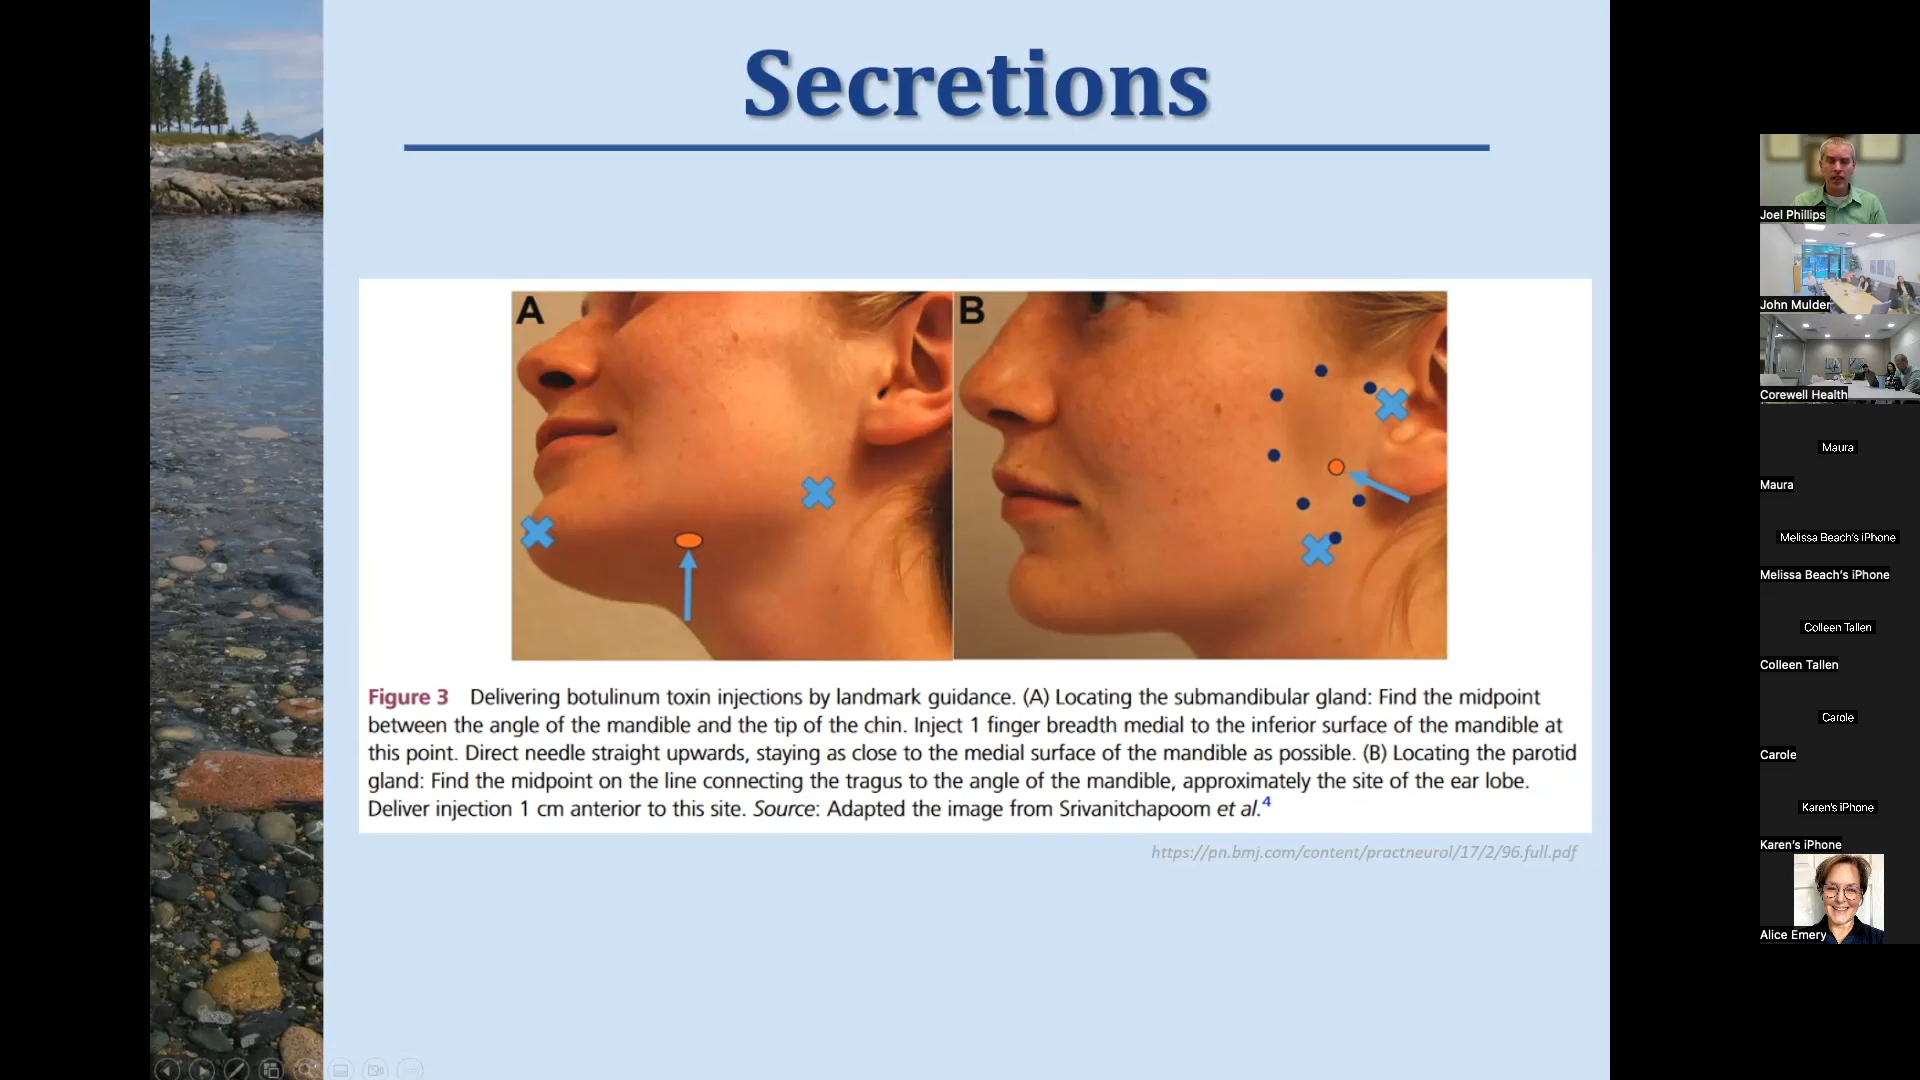 Secretions
A
B
Figure 3 Delivering botulinum toxin injections by landmark guidance. (A) Locating the submandibular gland: Find the midpoint
between the angle of the mandible and the tip of the chin. Inject 1 finger breadth medial to the inferior surface of the mandible at
this point. Direct needle straight upwards, staying as close to the medial surface of the mandible as possible. (B) Locating the parotid
gland: Find the midpoint on the line connecting the tragus to the angle of the mandible, approximately the site of the ear lobe.
Deliver injection 1 cm anterior to this site. Source: Adapted the image from Srivanitchapoom et al.4
https://pn.bmj.com/content/practneurol/17/2/96.full.pdf
Joel Phillips
John Mulder
Corewell Health
Maura
Maura
Melissa Beach's iPhone
Melissa Beach's iPhone
Colleen Tallen
Colleen Tallen
Carole
Carole
Karen's iPhone
Karen's iPhone
Alice Emery